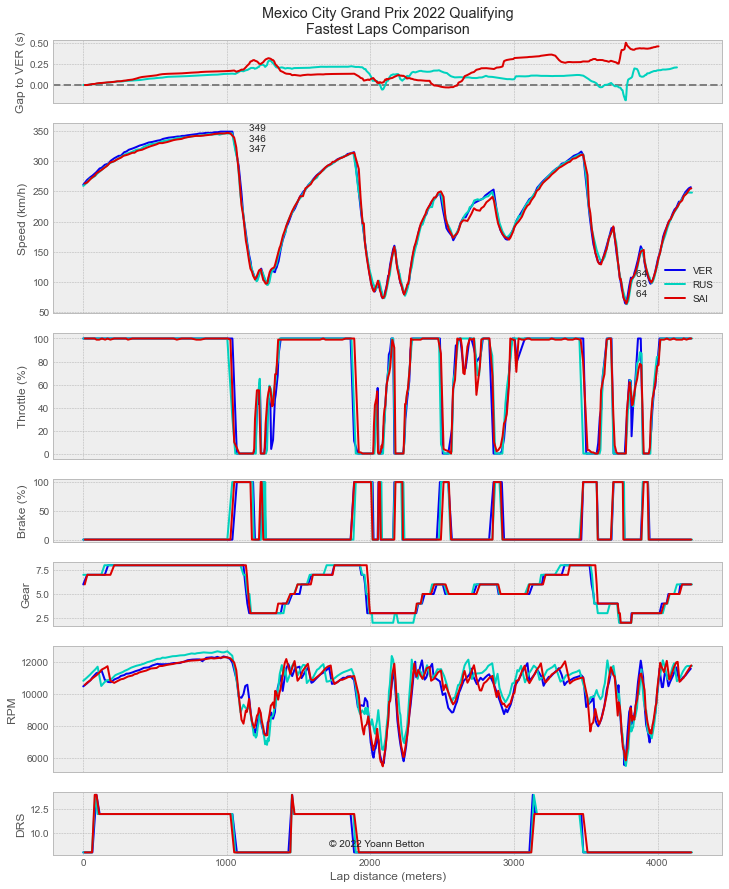 Mexico City Grand Prix 2022 Qualifying
Fastest Laps Comparison
Gap to VER (s)
0.50
0.25
0.00
Speed (km/h)
350
300
250
200
150
100
50
349
346
347
64
63
64
VER
RUS
SAI
Throttle (%)
100
80
60
40
20
0
Brake (%)
100
50
0
Gear
7.5
5.0
2.5
RPM
12000
10000
8000
6000
DRS
12.5
10.0
© 2022 Yoann Betton
0
1000
2000
3000
4000
Lap distance (meters)